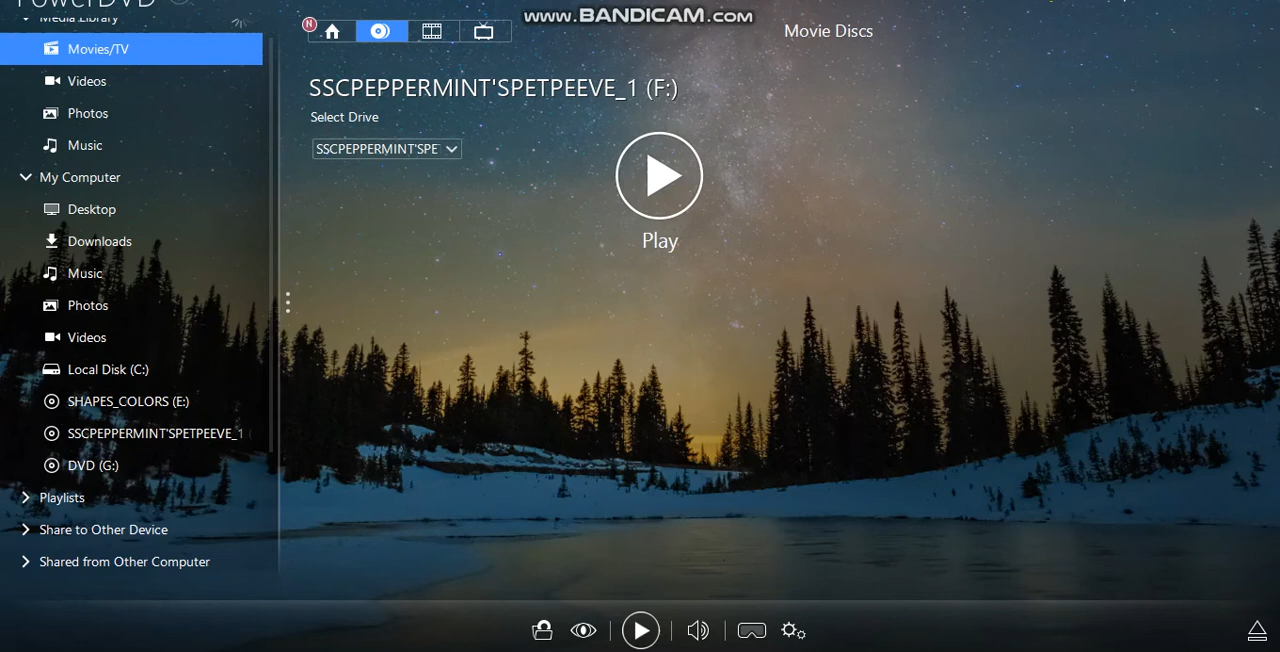 PowerDVD
Media Library
Movies/TV
Videos
Photos
Music
My Computer
Desktop
Downloads
Music
Photos
Videos
Local Disk (C:)
SHAPES_COLORS (E:)
SSCPEPPERMINT'SPETPEEVE_1 (
DVD (G:)
Playlists
Share to Other Device
Shared from Other Computer
N
www.BANDICAM.com
Movie Discs
SSCPEPPERMINT'SPETPEEVE_1 (F:)
Select Drive
SSCPEPPERMINT'SPE
Play